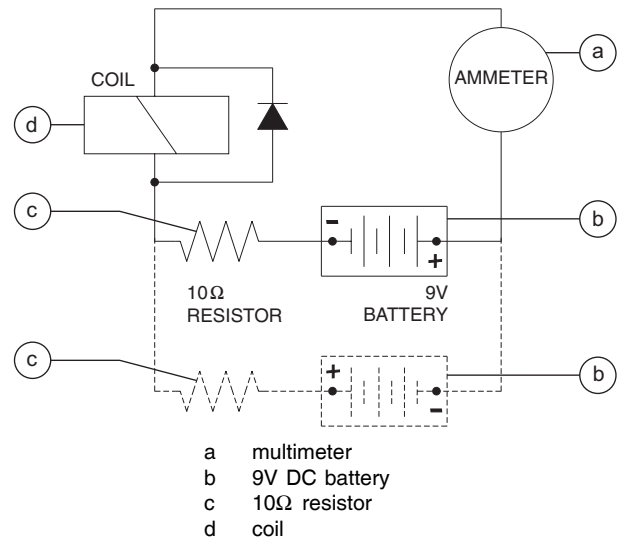 a
COIL
AMMETER
d
c
b
-
+
10Ω
RESISTOR
9V
BATTERY
c
b
+
-
a multimeter
b 9V DC battery
c 10Ω resistor
d coil